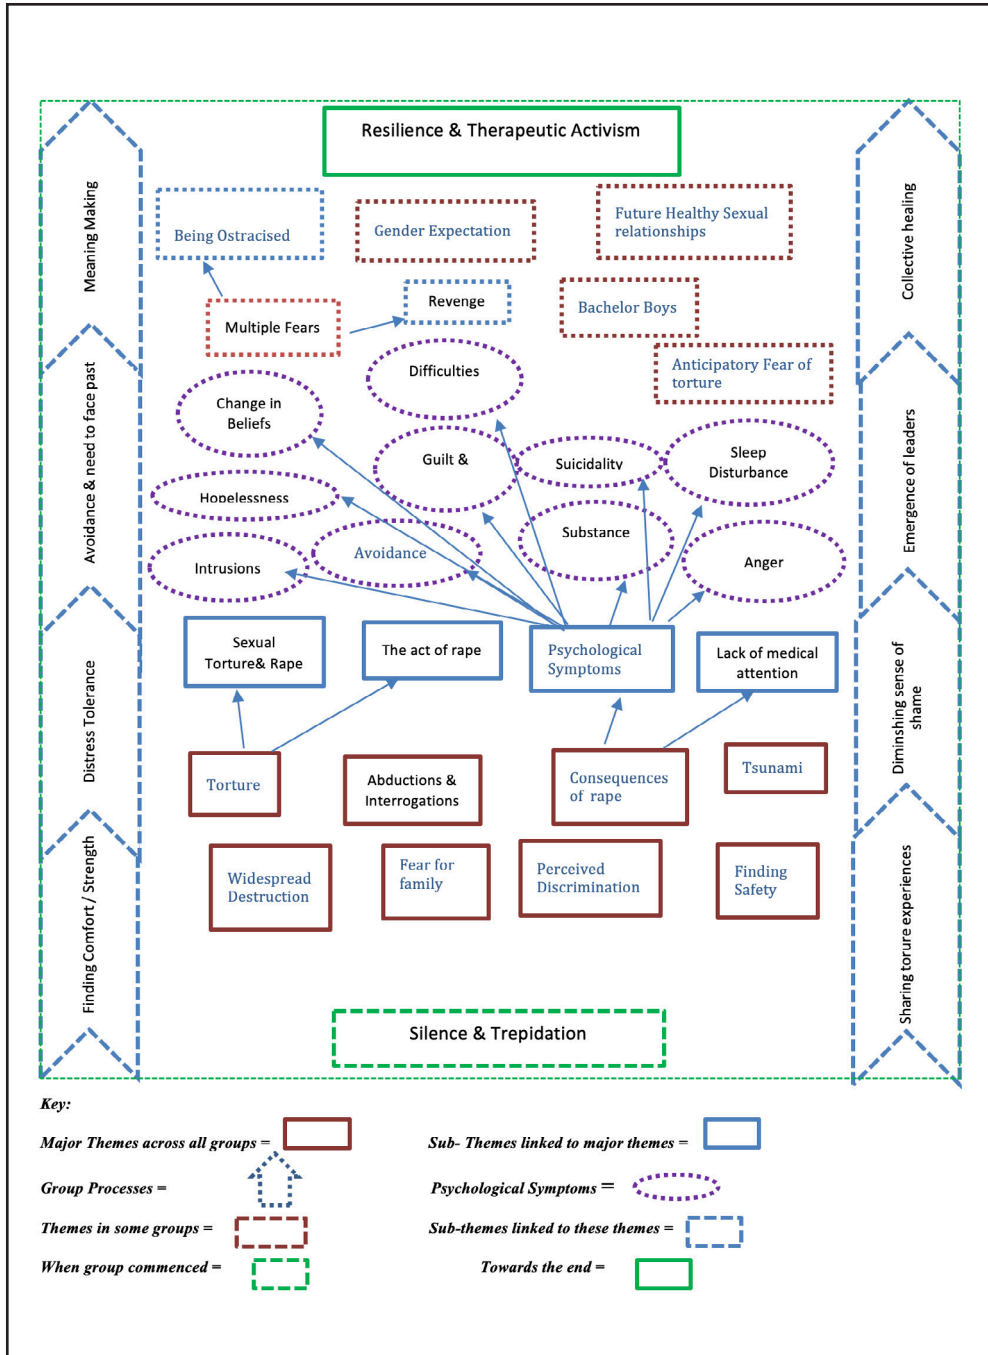 Resilience & Therapeutic Activism
Being Ostracised
Gender Expectation
Future Healthy Sexual
relationships
Multiple Fears
Revenge
Bachelor Boys
Anticipatory Fear of
torture
Change in
Beliefs
Difficulties
Guilt &
Suicidality
Sleep
Disturbance
Hopelessness
Substance
Intrusions
Avoidance
Anger
Sexual
Torture& Rape
The act of rape
Psychological
Symptoms
Lack of medical
attention
Torture
Abductions &
Interrogations
Consequences
of rape
Tsunami
Widespread
Destruction
Fear for
family
Perceived
Discrimination
Finding
Safety
Silence & Trepidation
Meaning Making
Avoidance & need to face past
Distress Tolerance
Finding Comfort / Strength
Collective healing
Emergence of leaders
Diminshing sense of
shame
Sharing torure experiences
Key:
Major Themes across all groups =
Sub- Themes linked to major themes =
Group Processes =
Psychological Symptoms =
Themes in some groups =
Sub-themes linked to these themes =
When group commenced =
Towards the end =